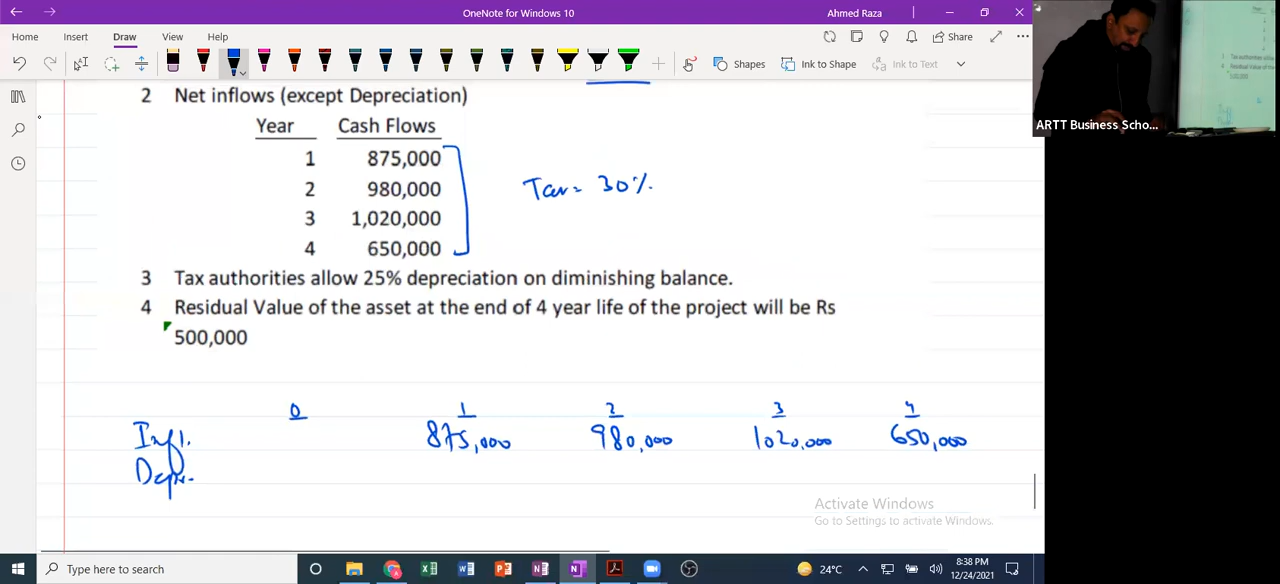 OneNote for Windows 10
Ahmed Raza
Home Insert Draw View Help
Share
Shapes Ink to Shape Ink to Text
2 Net inflows (except Depreciation)
Year Cash Flows
1 875,000
2 980,000
3 1,020,000
4 650,000
Tax = 30%
3 Tax authorities allow 25% depreciation on diminishing balance.
4 Residual Value of the asset at the end of 4 year life of the project will be Rs
500,000
0 1 2 3 4
Infl. 875,000 980,000 1020,000 650,000
Depr.
Activate Windows
Go to Settings to activate Windows.
ARTT Business Scho...
Type here to search
24°C
8:38 PM
12/24/2021